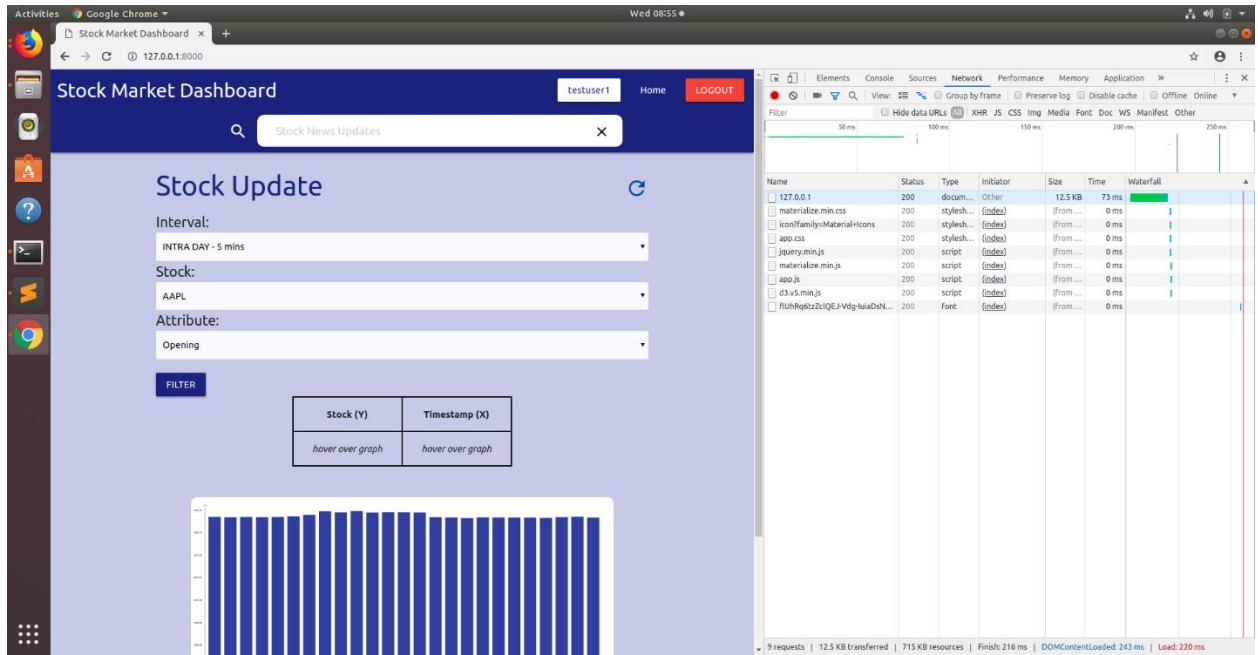 Activities Google Chrome Wed 08:55
Stock Market Dashboard
127.0.0.1:8000
Stock Market Dashboard testuser1 Home LOGOUT
Stock News Updates
Stock Update
Interval:
INTRA DAY - 5 mins
Stock:
AAPL
Attribute:
Opening
FILTER
Stock (Y) Timestamp (X)
hover over graph hover over graph
Elements Console Sources Network Performance Memory Application »
View: Group by frame Preserve log Disable cache Offline Online
Filter Hide data URLs All XHR JS CSS Img Media Font Doc WS Manifest Other
50 ms 100 ms 150 ms 200 ms 250 ms
Name Status Type Initiator Size Time Waterfall
127.0.0.1 200 docum... Other 12.5 KB 73 ms
materialize.min.css 200 stylesh... (index) (from ... 0 ms
icon?family=Material+Icons 200 stylesh... (index) (from ... 0 ms
app.css 200 stylesh... (index) (from ... 0 ms
jquery.min.js 200 script (index) (from ... 0 ms
materialize.min.js 200 script (index) (from ... 0 ms
app.js 200 script (index) (from ... 0 ms
d3.v5.min.js 200 script (index) (from ... 0 ms
200 font (index) (from ... 0 ms
9 requests | 12.5 KB transferred | 715 KB resources | Finish: 216 ms | DOMContentLoaded: 243 ms | Load: 220 ms